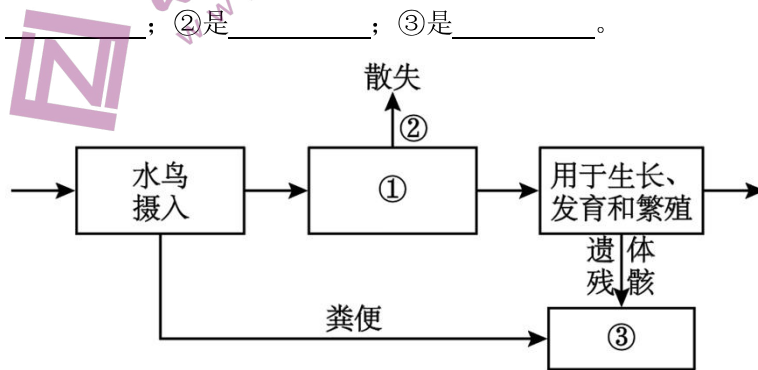 ；②是；③是。
散失
②
水鸟
摄入
①
用于生长、
发育和繁殖
遗体
残骸
粪便
③